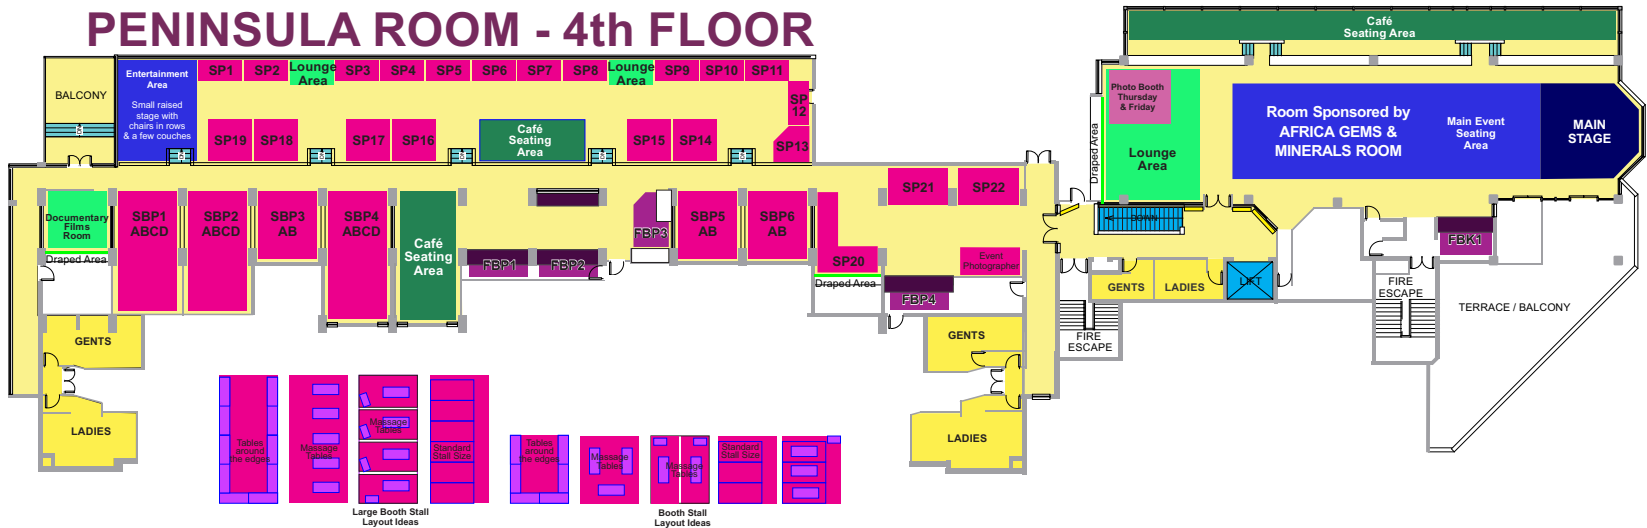 PENINSULA ROOM - 4th FLOOR
Café
Seating Area
BALCONY
Entertainment
Area
Small raised
stage with
chairs in rows
& a few couches
SP1
SP2
Lounge
Area
SP3
SP4
SP5
SP6
SP7
SP8
Lounge
Area
SP9
SP10
SP11
SP
12
SP13
SP19
SP18
SP17
SP16
Café
Seating
Area
SP15
SP14
Photo Booth
Thursday
& Friday
Draped Area
Lounge
Area
Room Sponsored by
AFRICA GEMS &
MINERALS ROOM
Main Event
Seating
Area
MAIN
STAGE
Documentary
Films
Room
Draped Area
SBP1
ABCD
SBP2
ABCD
SBP3
AB
SBP4
ABCD
Café
Seating
Area
FBP1
FBP2
FBP3
SBP5
AB
SBP6
AB
SP20
Draped Area
SP21
SP22
Event
Photographer
FBP4
DOWN
GENTS
LADIES
LIFT
FBK1
FIRE
ESCAPE
FIRE
ESCAPE
TERRACE / BALCONY
GENTS
LADIES
GENTS
LADIES
Tables
around
the edges
Massage
Tables
Massage
Tables
Standard
Stall Size
Large Booth Stall
Layout Ideas
Tables
around
the edges
Massage
Tables
Massage
Tables
Standard
Stall Size
Booth Stall
Layout Ideas